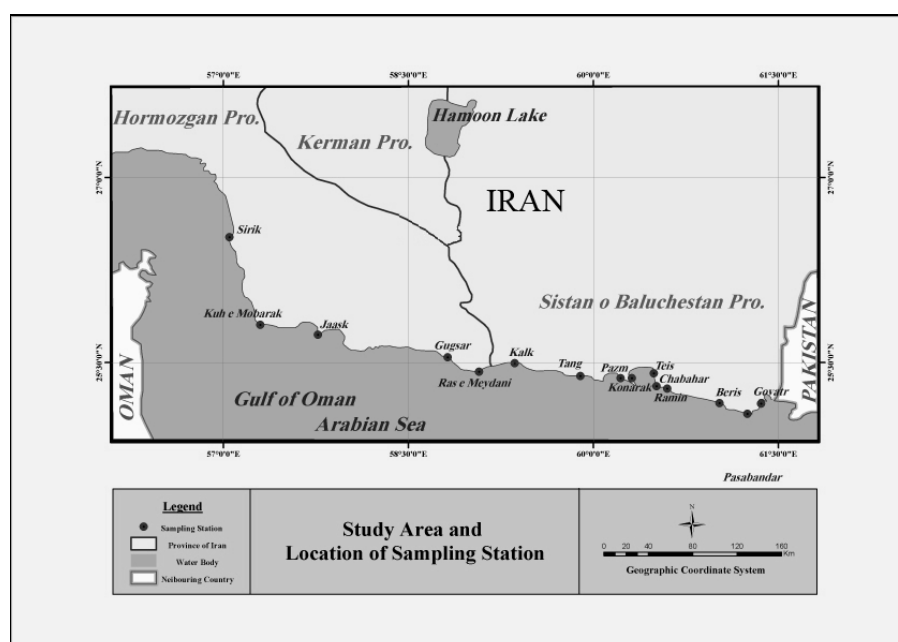 57°0'0"E 58°30'0"E 60°0'0"E 61°30'0"E
Hormozgan Pro.
Kerman Pro.
Hamoon Lake
27°0'0"N
27°0'0"N
IRAN
Sirik
Sistan o Baluchestan Pro.
Kuh e Mobarak
Jaask
Gugsar
Kalk
Ras e Meydani
Tang
Pazm
Konarak
Teis
Chabahar
Ramin
Beris
Govatr
25°30'0"N
25°30'0"N
OMAN
PAKISTAN
Gulf of Oman
Arabian Sea
57°0'0"E 58°30'0"E 60°0'0"E 61°30'0"E
Pasabandar
Legend
Sampling Station
Province of Iran
Water Body
Neibouring Country
Study Area and
Location of Sampling Station
N
0 20 40 80 120 160
Km
Geographic Coordinate System